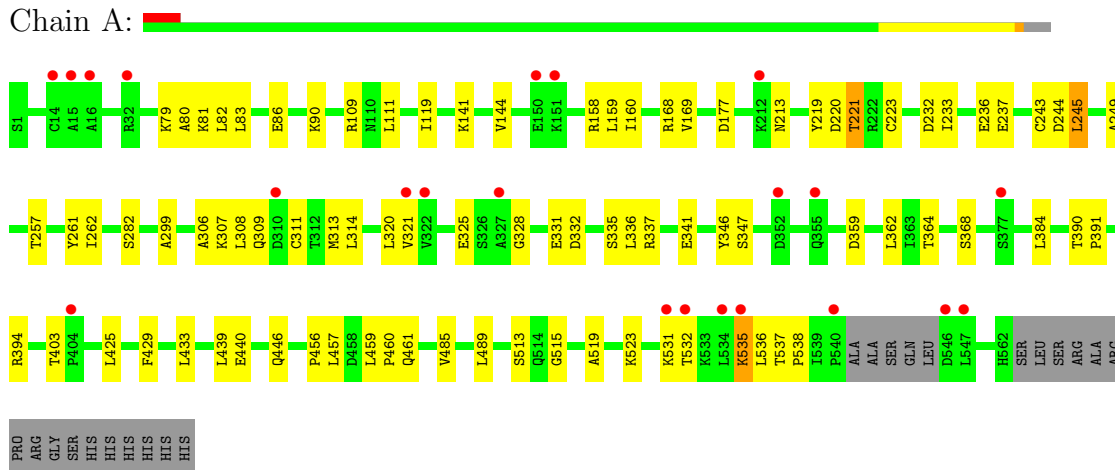 Chain A:
S1 C14 A15 A16 R32 K79 A80 K81 L82 L83 E86 K90 R109 N110 L111 I119 K141 V144 E150 K151 R158 L159 I160 R168 V169 D177 K212 N213 Y219 D220 T221 R222 C223 D232 I233 E236 E237 C243 D244 L245 A249
T257 Y261 I262 S282 A299 A306 K307 L308 Q309 D310 C311 T312 M313 L314 L320 V321 V322 E325 S326 A327 G328 E331 D332 S335 L336 R337 E341 Y346 S347 D352 Q355 D359 L362 I363 T364 S368 S377 L384 T390 P391
R394 T403 P404 L425 F429 L433 L439 E440 Q446 P456 L457 D458 L459 P460 Q461 V485 L489 S513 Q514 G515 A519 K523 K531 T532 K533 L534 K535 L536 T537 P538 I539 P540 ALA ALA SER GLN LEU D546 L547 H562 SER LEU SER ARG ALA ARG
PRO ARG GLY SER HIS HIS HIS HIS HIS HIS